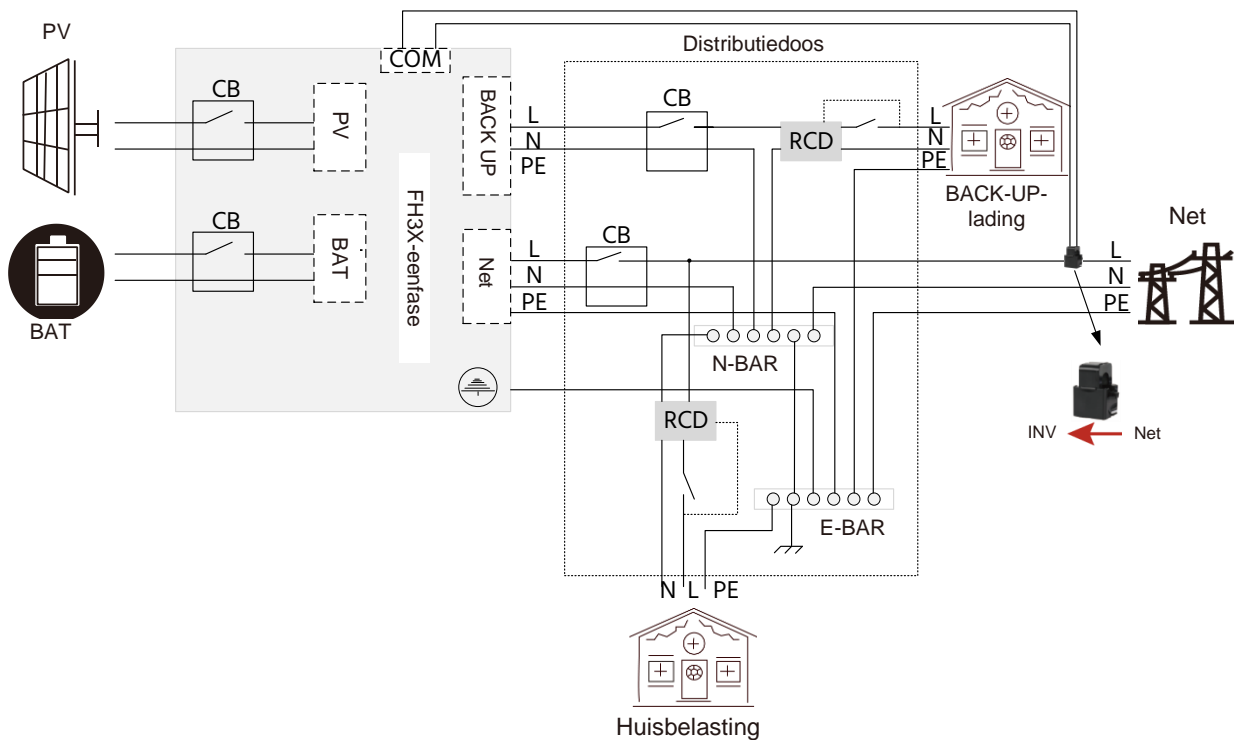 PV
COM
Distributiedoos
CB
PV
BACK UP
L
N
PE
CB
RCD
L
N
PE
BACK-UP-
lading
FH3X-eenfase
CB
BAT
BAT
Net
L
N
PE
CB
Net
L
N
PE
N-BAR
RCD
INV
Net
E-BAR
N L PE
Huisbelasting